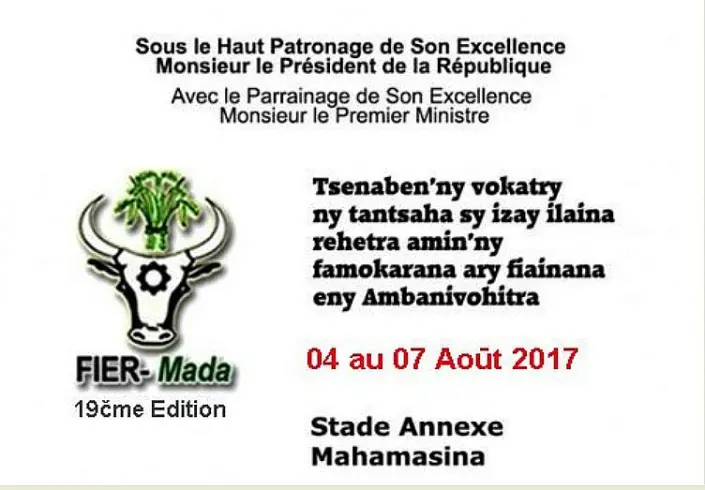 Sous le Haut Patronage de Son Excellence
Monsieur le Président de la République
Avec le Parrainage de Son Excellence
Monsieur le Premier Ministre
Tsenaben'ny vokatry
ny tantsaha sy izay ilaina
rehetra amin'ny
famokarana ary fiainana
eny Ambanivohitra
FIER-Mada
19čme Edition
04 au 07 Août 2017
Stade Annexe
Mahamasina